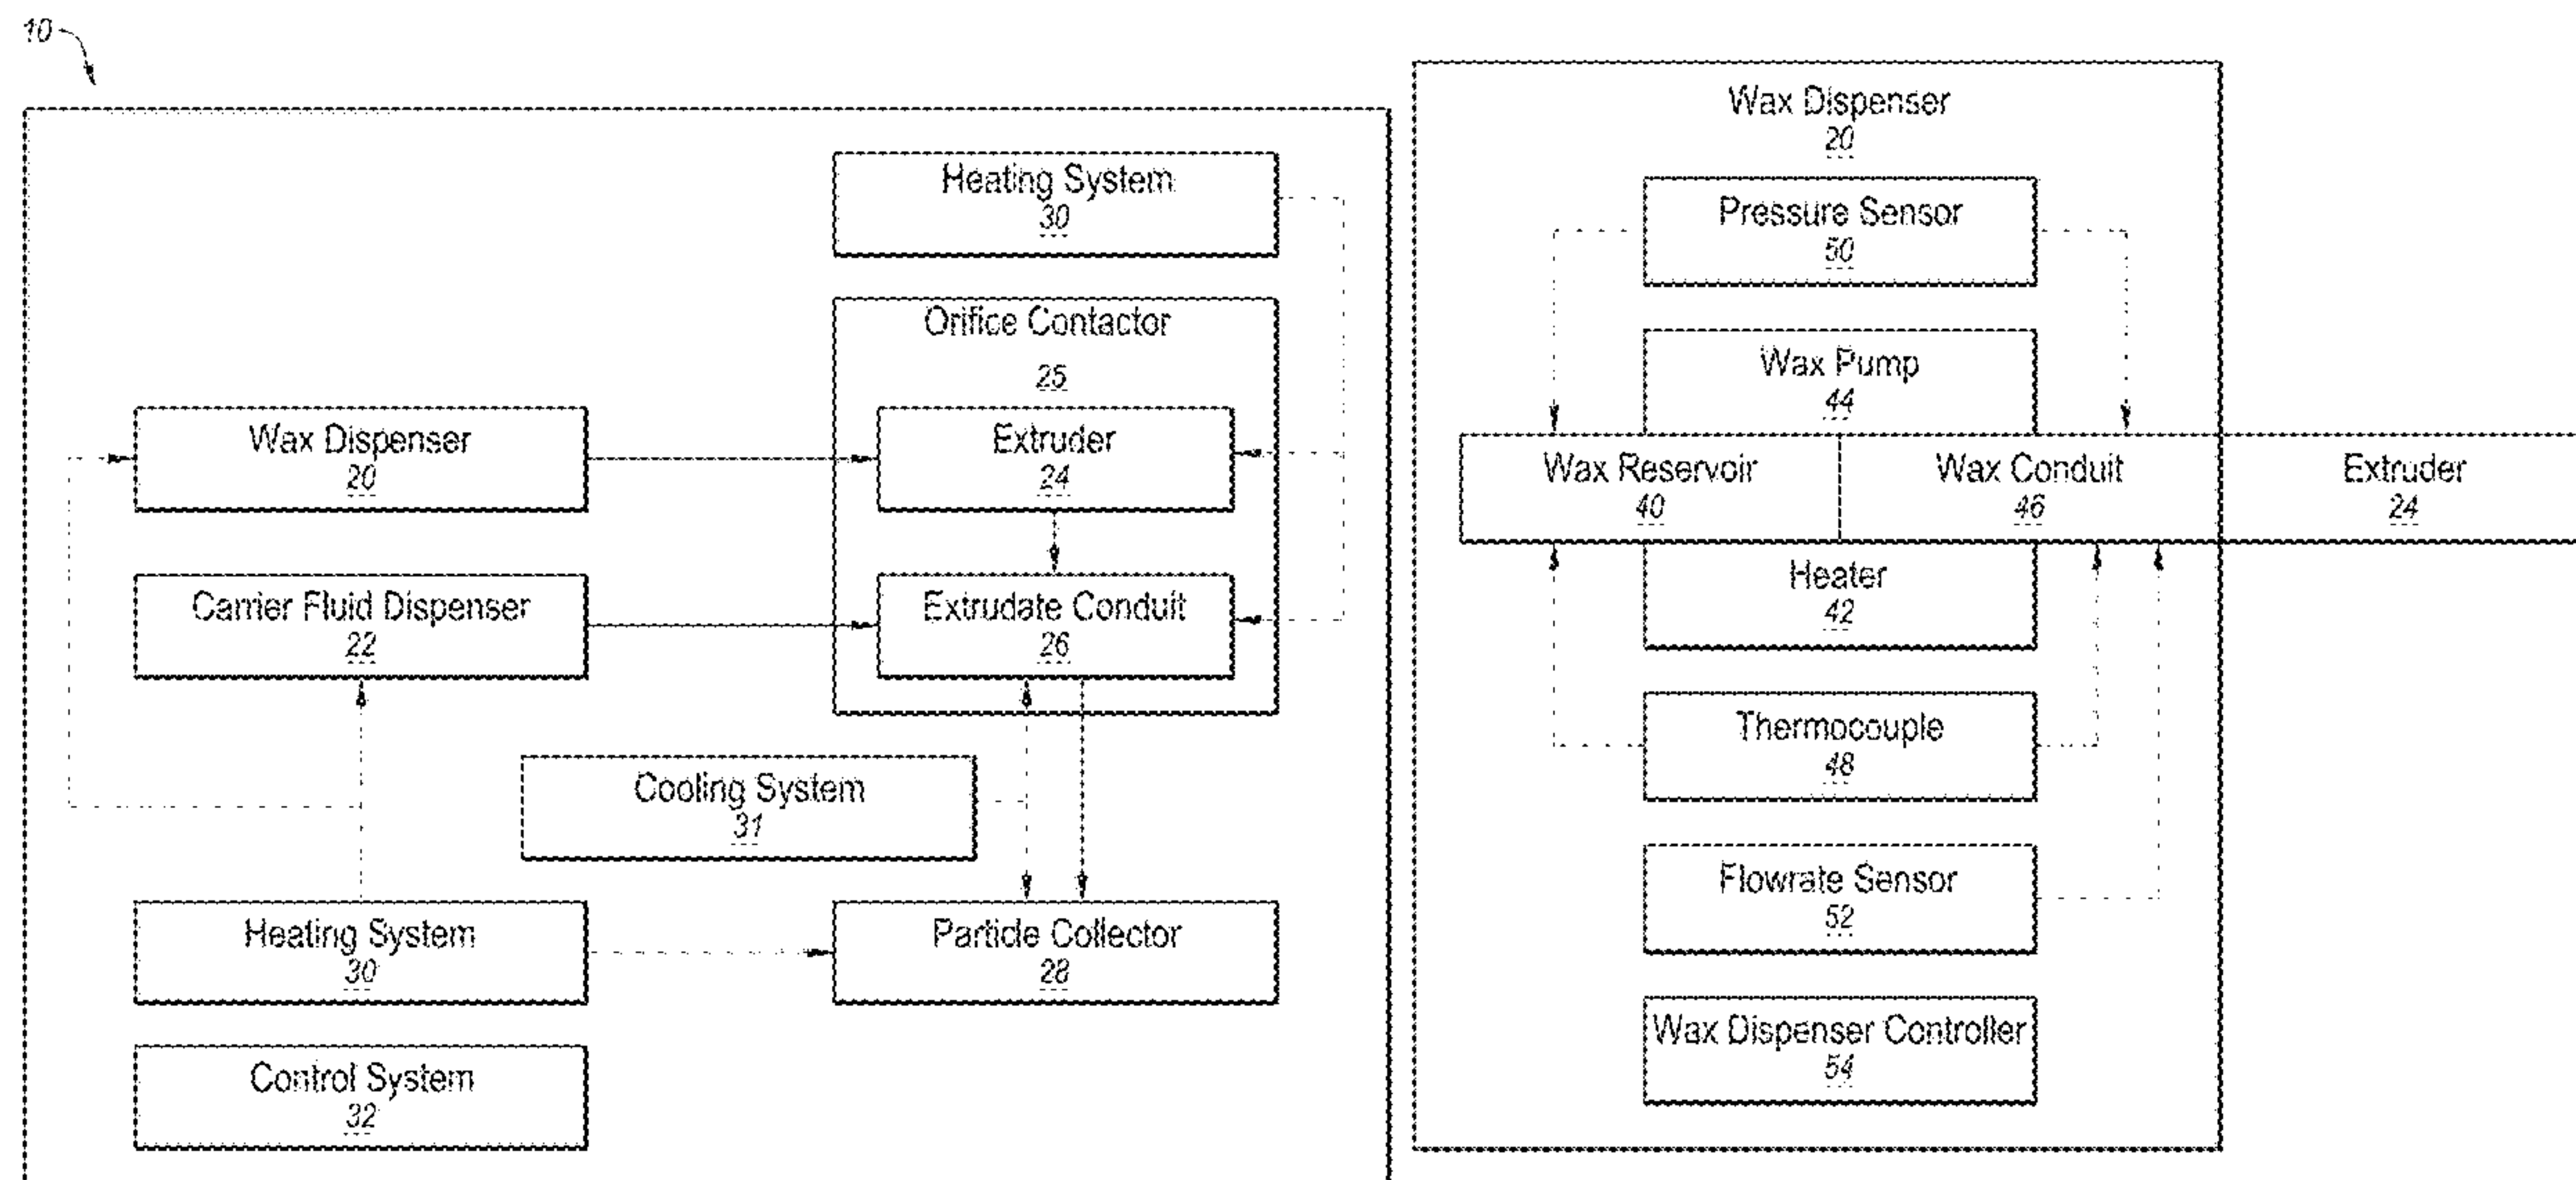 10
Heating System
30
Orifice Contactor
25
Wax Dispenser
20
Extruder
24
Carrier Fluid Dispenser
22
Extrudate Conduit
26
Cooling System
31
Heating System
30
Particle Collector
28
Control System
32
Wax Dispenser
20
Pressure Sensor
50
Wax Pump
44
Wax Reservoir
40
Wax Conduit
46
Extruder
24
Heater
42
Thermocouple
48
Flowrate Sensor
52
Wax Dispenser Controller
54